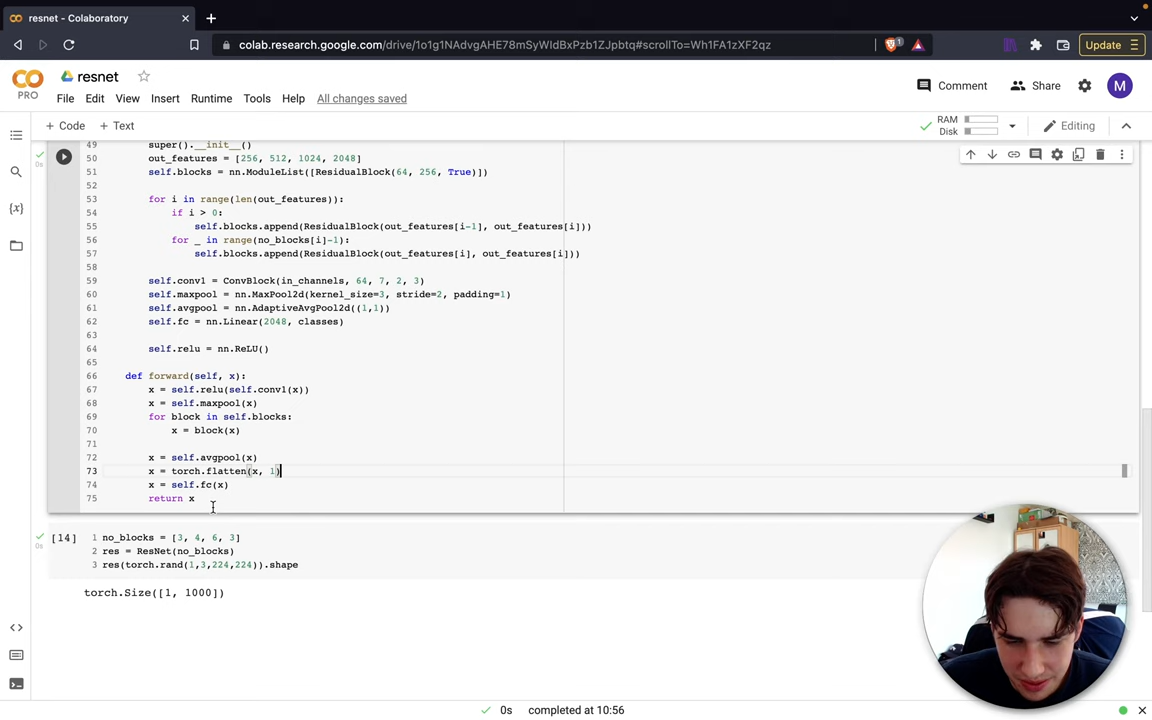 resnet - Colaboratory
colab.research.google.com/drive/1o1g1NAdvgAHE78mSyWIdBxPzb1ZJpbtq#scrollTo=Wh1FA1zXF2qz
1
Update
PRO
resnet
Comment
Share
M
File Edit View Insert Runtime Tools Help All changes saved
+ Code + Text
RAM
Disk
Editing
49 super().__init__()
50 out_features = [256, 512, 1024, 2048]
51 self.blocks = nn.ModuleList([ResidualBlock(64, 256, True)])
52
53 for i in range(len(out_features)):
54 if i > 0:
55 self.blocks.append(ResidualBlock(out_features[i-1], out_features[i]))
56 for _ in range(no_blocks[i]-1):
57 self.blocks.append(ResidualBlock(out_features[i], out_features[i]))
58
59 self.conv1 = ConvBlock(in_channels, 64, 7, 2, 3)
60 self.maxpool = nn.MaxPool2d(kernel_size=3, stride=2, padding=1)
61 self.avgpool = nn.AdaptiveAvgPool2d((1,1))
62 self.fc = nn.Linear(2048, classes)
63
64 self.relu = nn.ReLU()
65
66 def forward(self, x):
67 x = self.relu(self.conv1(x))
68 x = self.maxpool(x)
69 for block in self.blocks:
70 x = block(x)
71
72 x = self.avgpool(x)
73 x = torch.flatten(x, 1)
74 x = self.fc(x)
75 return x
0s
[14] 1 no_blocks = [3, 4, 6, 3]
2 res = ResNet(no_blocks)
3 res(torch.rand(1,3,224,224)).shape
0s
torch.Size([1, 1000])
0s completed at 10:56